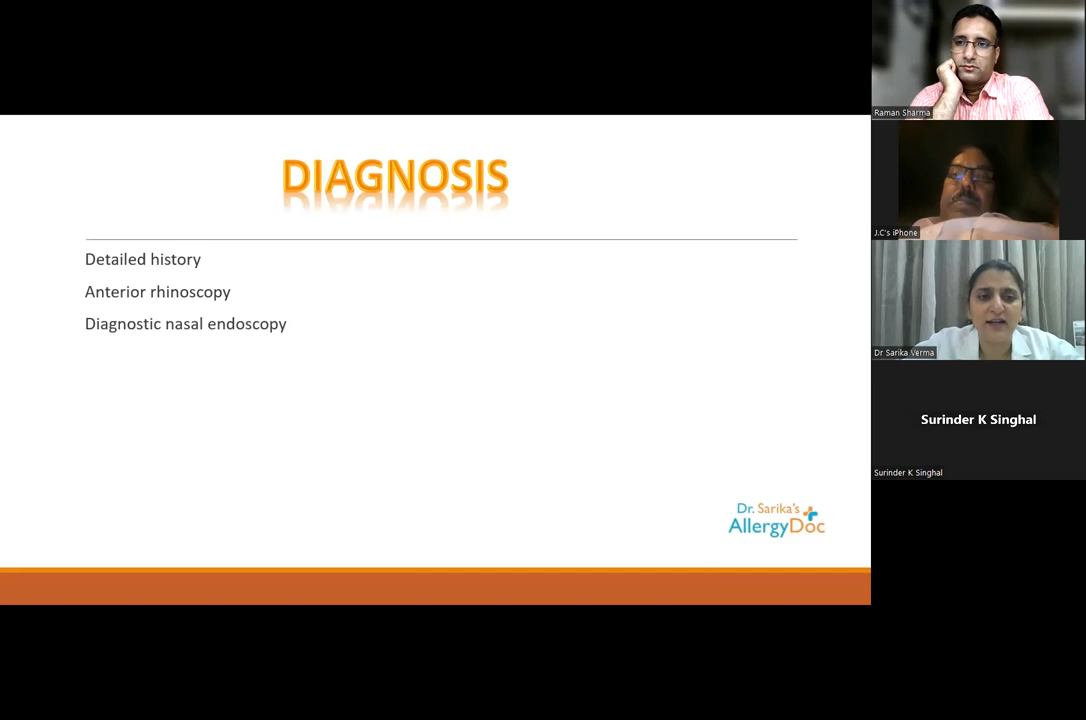 DIAGNOSIS
Detailed history
Anterior rhinoscopy
Diagnostic nasal endoscopy
Dr. Sarika's
AllergyDoc
Raman Sharma
J.C's iPhone
Dr Sarika Verma
Surinder K Singhal
Surinder K Singhal